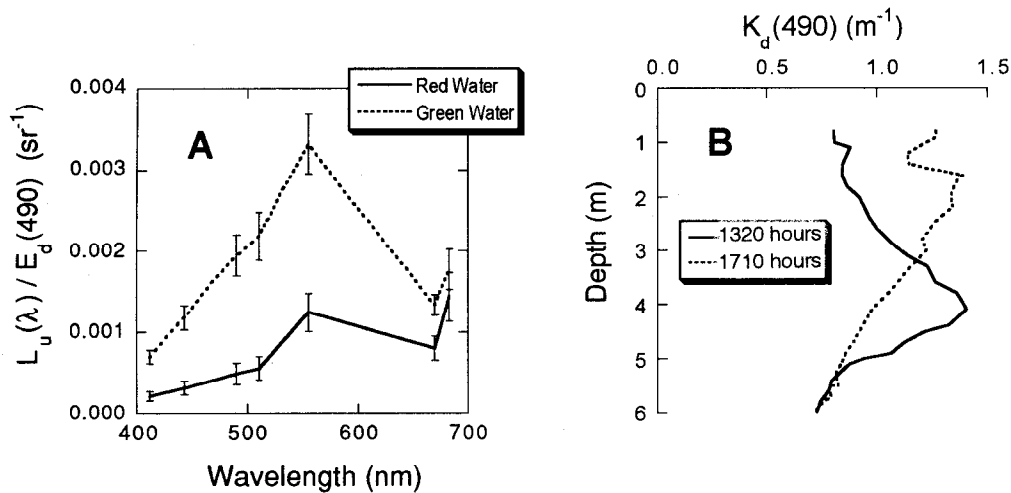 Red Water
Green Water
A
L_u(λ) / E_d(490) (sr⁻¹)
0.004
0.003
0.002
0.001
0.000
400
500
600
700
Wavelength (nm)
K_d(490) (m⁻¹)
0.0
0.5
1.0
1.5
B
1320 hours
1710 hours
Depth (m)
0
1
2
3
4
5
6